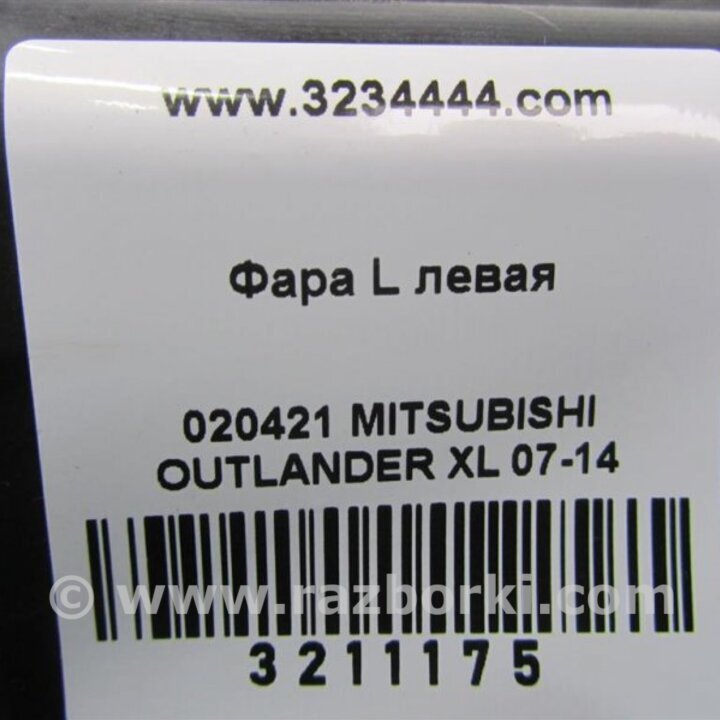 www.3234444.com
Фара L левая
020421 MITSUBISHI
OUTLANDER XL 07-14
© www.razborki.com
3211175